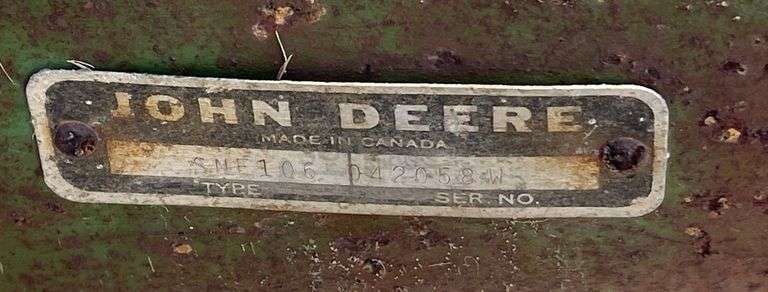 JOHN DEERE
MADE IN CANADA
SNF106 042058W
TYPE SER NO.